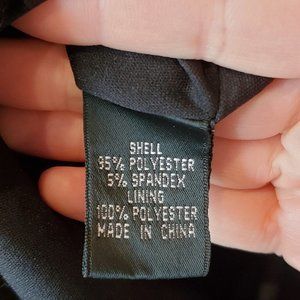 SHELL
95% POLYESTER
5% SPANDEX
LINING
100% POLYESTER
MADE IN CHINA